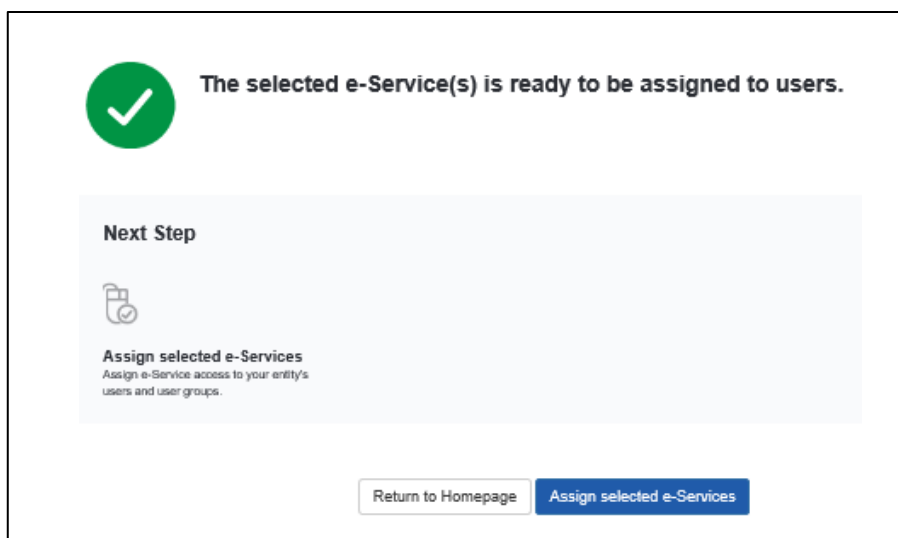 The selected e-Service(s) is ready to be assigned to users.
Next Step
Assign selected e-Services
Assign e-Service access to your entity's
users and user groups.
Return to Homepage
Assign selected e-Services